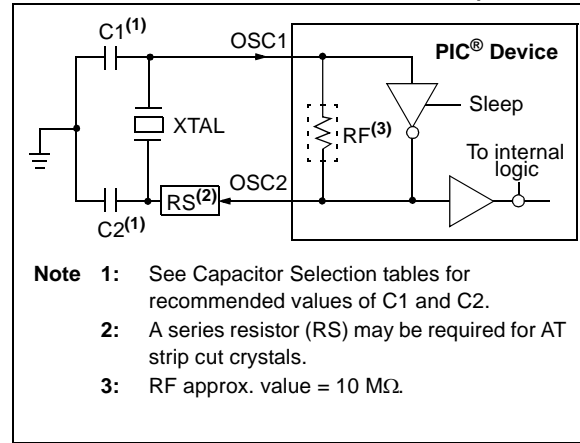 C1(1)
OSC1
PIC® Device
Sleep
XTAL
RF(3)
To internal
logic
OSC2
RS(2)
C2(1)
Note 1: See Capacitor Selection tables for
recommended values of C1 and C2.
2: A series resistor (RS) may be required for AT
strip cut crystals.
3: RF approx. value = 10 MΩ.